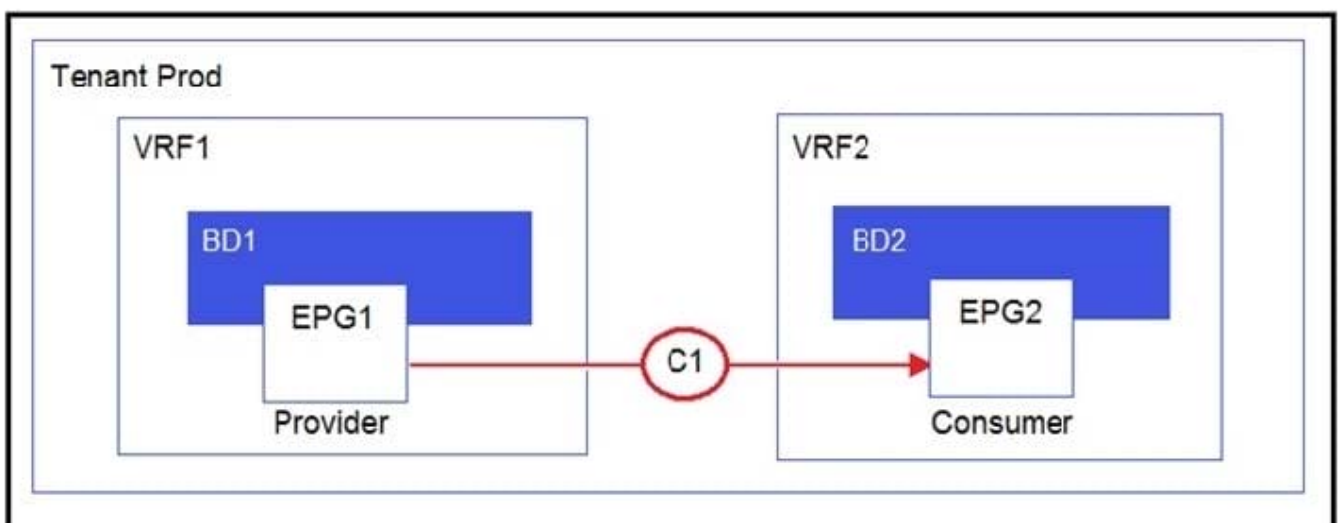 Tenant Prod
VRF1
VRF2
BD1
BD2
EPG1
EPG2
C1
Provider
Consumer